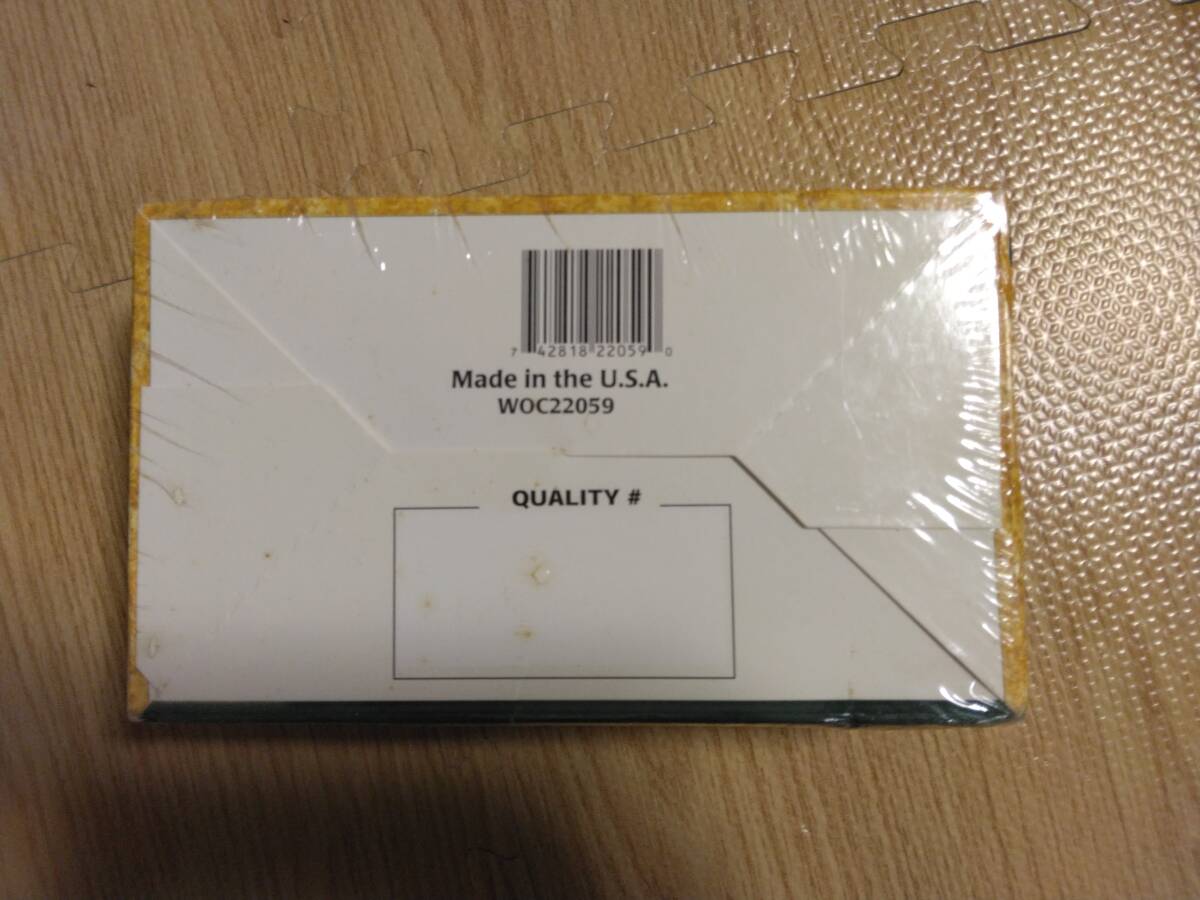 7 42818 22059 0
Made in the U.S.A.
WOC22059
QUALITY #